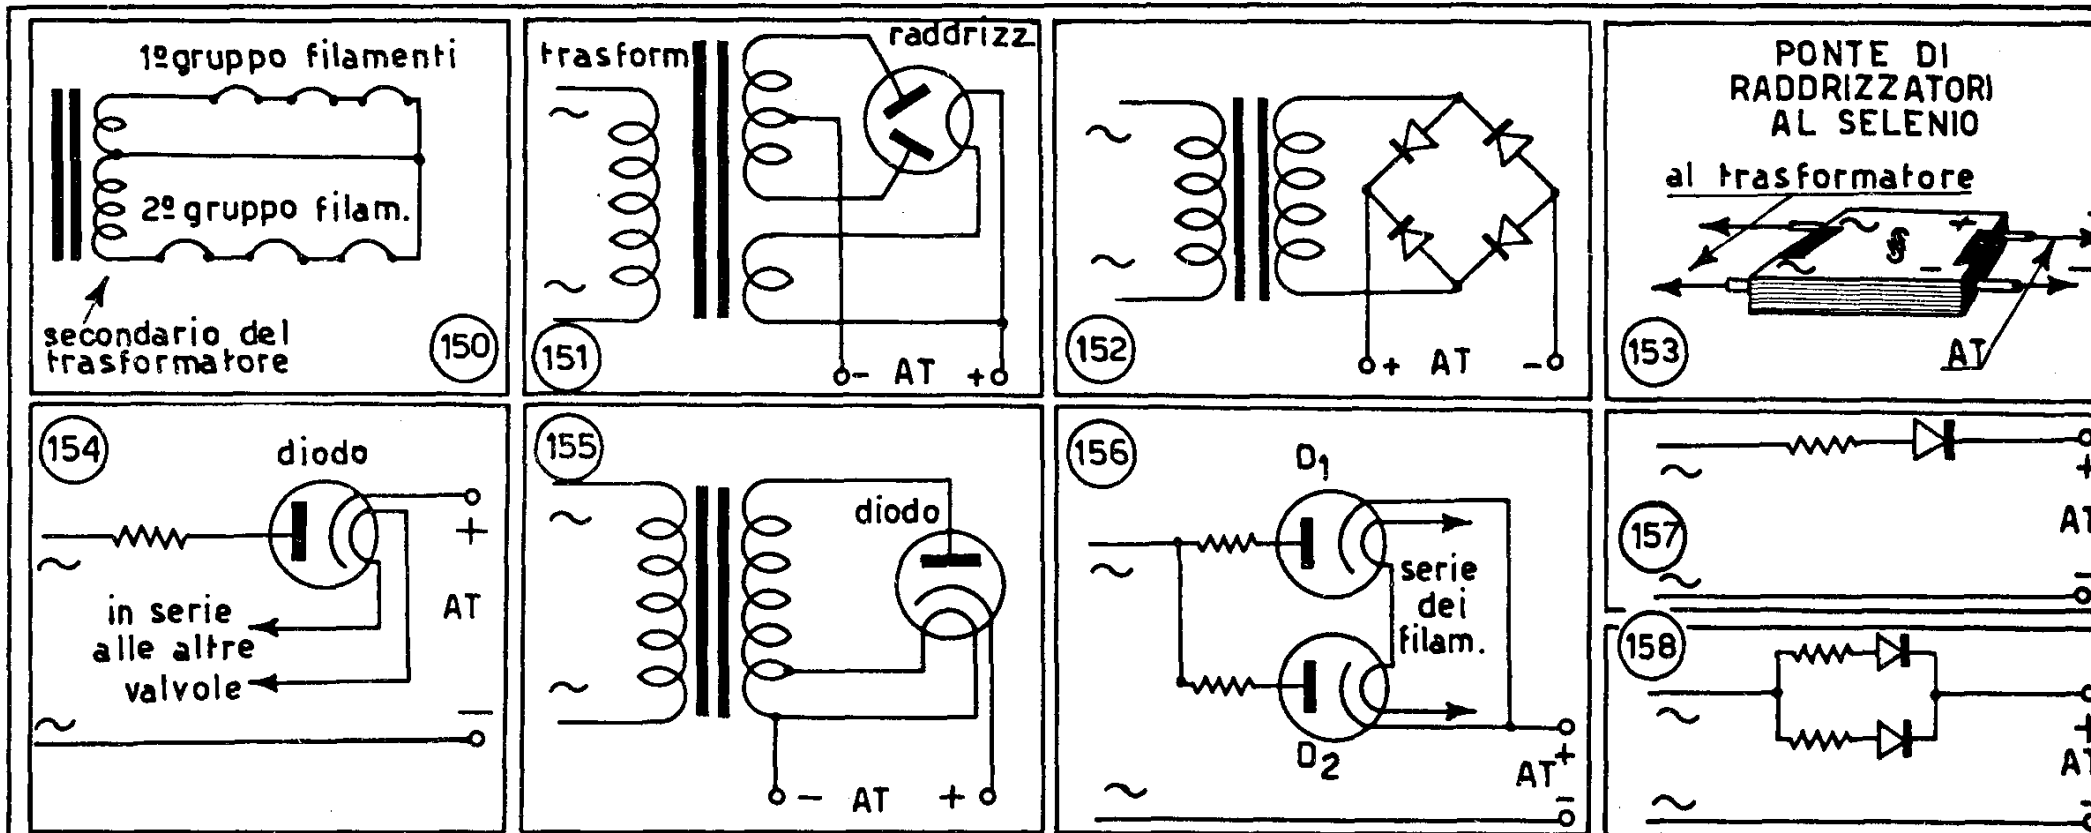 1º gruppo filamenti
2º gruppo filam.
secondario del
trasformatore
150
trasform
raddrizz.
151
- AT +
152
+ AT -
PONTE DI
RADDRIZZATORI
AL SELENIO
al trasformatore
~ +
~ -
153
AT
154
diodo
~
+
in serie
alle altre
valvole
AT
~
-
155
diodo
~
~
- AT +
156
D1
~
serie
dei
filam.
D2
AT +
~
-
~
+
157
AT
~
-
158
~
+
AT
~